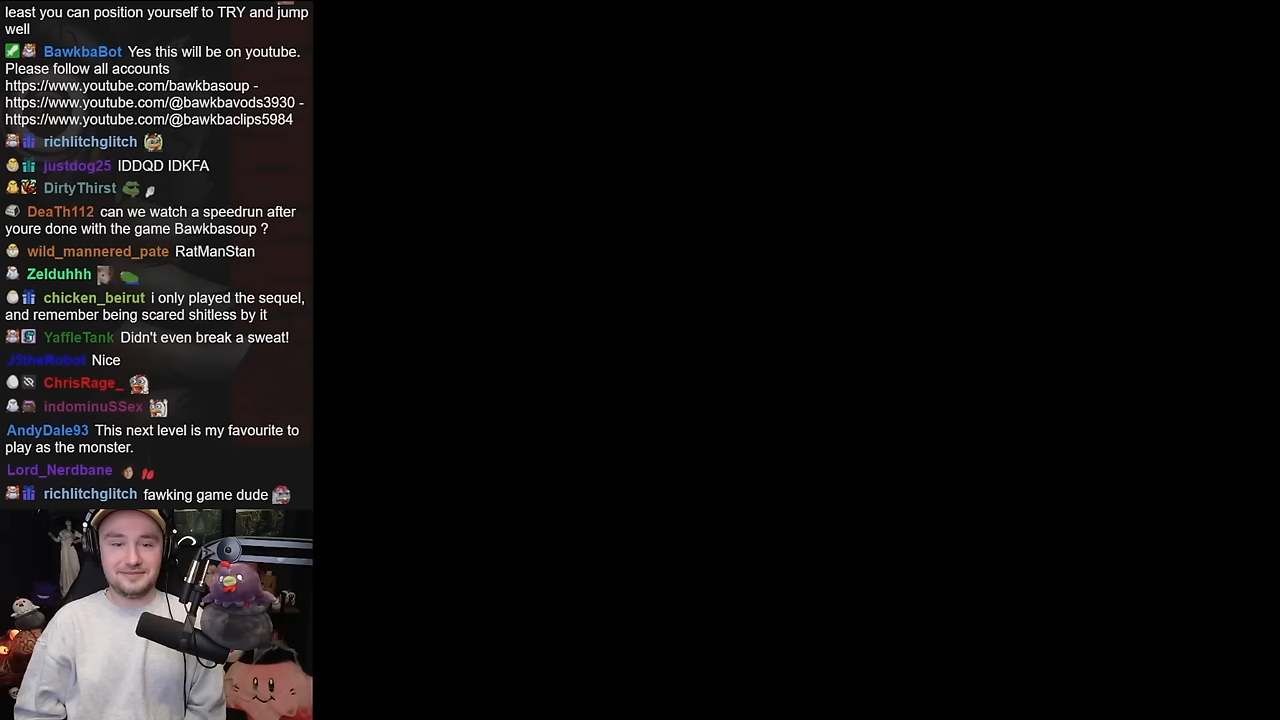 least you can position yourself to TRY and jump
well
BawkbaBot Yes this will be on youtube.
Please follow all accounts
https://www.youtube.com/bawkbasoup -
https://www.youtube.com/@bawkbavods3930 -
https://www.youtube.com/@bawkbaclips5984
richlitchglitch
justdog25 IDDQD IDKFA
DirtyThirst
DeaTh112 can we watch a speedrun after
youre done with the game Bawkbasoup ?
wild_mannered_pate RatManStan
Zelduhhh
chicken_beirut i only played the sequel,
and remember being scared shitless by it
YaffleTank Didn't even break a sweat!
J5theRobot Nice
ChrisRage_
indominuSSex
AndyDale93 This next level is my favourite to
play as the monster.
Lord_Nerdbane
richlitchglitch fawking game dude